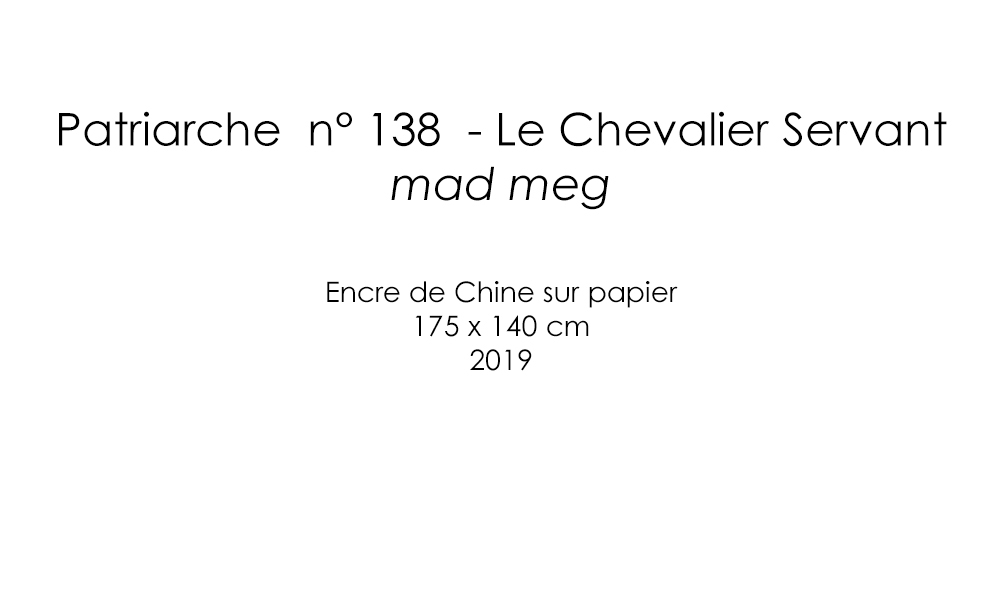 Patriarche n° 138 - Le Chevalier Servant
mad meg
Encre de Chine sur papier
175 x 140 cm
2019